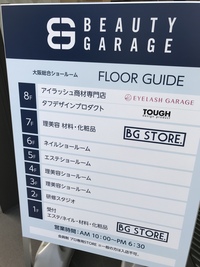 BEAUTY
GARAGE
大阪総合ショールーム
FLOOR GUIDE
8F アイラッシュ商材専門店 EYELASH GARAGE
タフデザインプロダクト TOUGH
7F 理美容 材料・化粧品 BG STORE.
6F ネイルショールーム
5F エステショールーム
4F 理美容ショールーム
3F 理美容ショールーム
2F 研修スタジオ
1F 受付
エステ/ネイル・材料・化粧品 BG STORE.
営業時間:AM 10:00〜PM 6:30